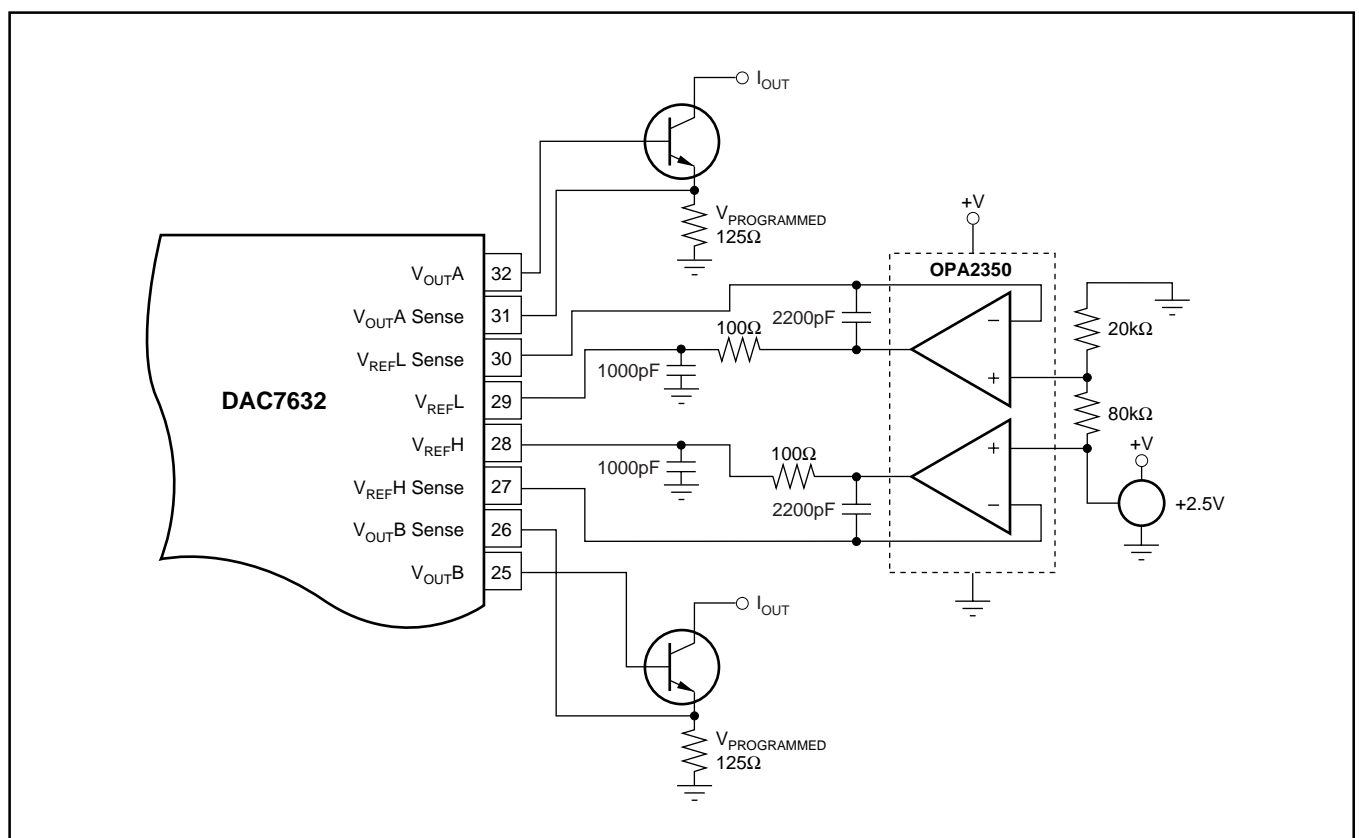 I_OUT
V_PROGRAMMED
125Ω
+V
OPA2350
V_OUTA 32
V_OUTA Sense 31
V_REFL Sense 30
V_REFL 29
V_REFH 28
V_REFH Sense 27
V_OUTB Sense 26
V_OUTB 25
DAC7632
2200pF
100Ω
1000pF
–
+
20kΩ
80kΩ
1000pF
100Ω
2200pF
+
–
+V
+2.5V
I_OUT
V_PROGRAMMED
125Ω